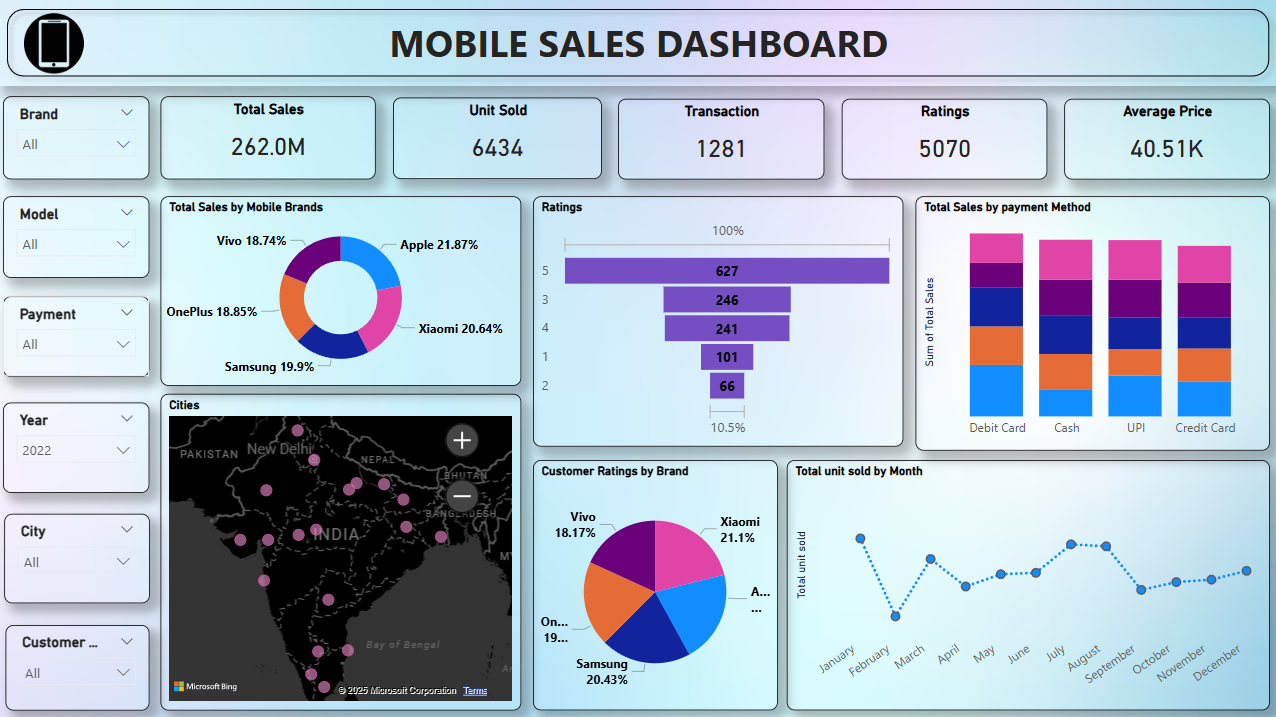 MOBILE SALES DASHBOARD
Brand
All
Total Sales
262.0M
Unit Sold
6434
Transaction
1281
Ratings
5070
Average Price
40.51K
Model
All
Payment
All
Year
2022
City
All
Customer ...
All
Total Sales by Mobile Brands
Vivo 18.74%
Apple 21.87%
OnePlus 18.85%
Xiaomi 20.64%
Samsung 19.9%
Ratings
100%
5 627
3 246
4 241
1 101
2 66
10.5%
Total Sales by payment Method
Sum of Total Sales
Debit Card Cash UPI Credit Card
Cities
PAKISTAN
New Delhi
NEPAL
BHUTAN
BANGLADESH
INDIA
MY
Bay of Bengal
Microsoft Bing
© 2025 Microsoft Corporation Terms
Customer Ratings by Brand
Vivo
18.17%
Xiaomi
21.1%
A...
...
On...
19...
Samsung
20.43%
Total unit sold by Month
Total unit sold
January February March April May June July August September October November December